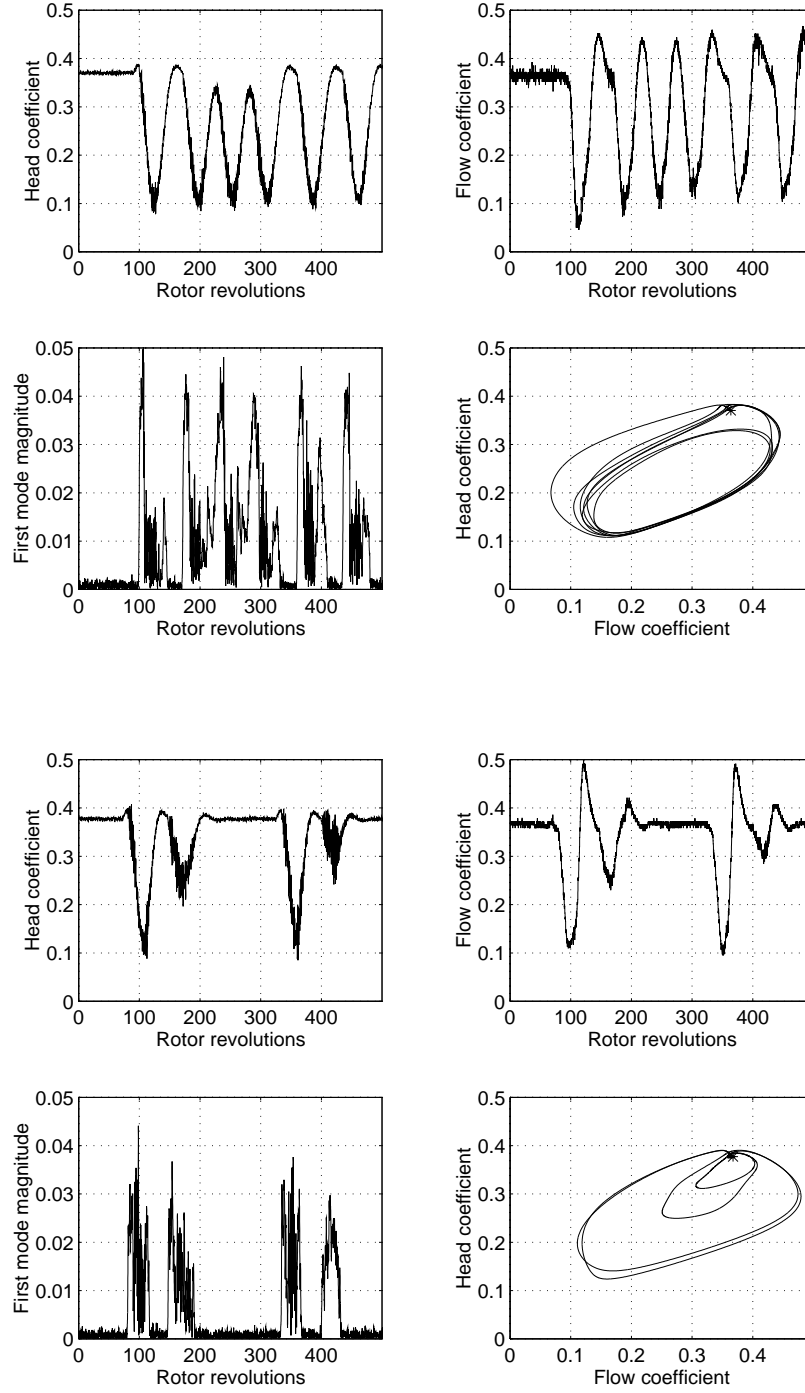 0.5
0.4
0.3
0.2
0.1
0
Head coefficient
0 100 200 300 400
Rotor revolutions
0.5
0.4
0.3
0.2
0.1
0
Flow coefficient
0 100 200 300 400
Rotor revolutions
0.05
0.04
0.03
0.02
0.01
0
First mode magnitude
0 100 200 300 400
Rotor revolutions
0.5
0.4
0.3
0.2
0.1
0
Head coefficient
0 0.1 0.2 0.3 0.4
Flow coefficient
0.5
0.4
0.3
0.2
0.1
0
Head coefficient
0 100 200 300 400
Rotor revolutions
0.5
0.4
0.3
0.2
0.1
0
Flow coefficient
0 100 200 300 400
Rotor revolutions
0.05
0.04
0.03
0.02
0.01
0
First mode magnitude
0 100 200 300 400
Rotor revolutions
0.5
0.4
0.3
0.2
0.1
0
Head coefficient
0 0.1 0.2 0.3 0.4
Flow coefficient